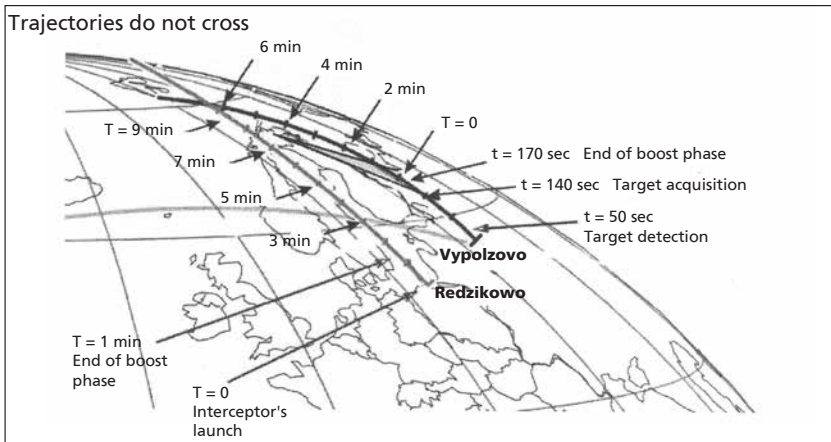 Trajectories do not cross
6 min
4 min
2 min
T = 0
T = 9 min
7 min
5 min
3 min
t = 170 sec End of boost phase
t = 140 sec Target acquisition
t = 50 sec
Target detection
Vypolzovo
Redzikowo
T = 1 min
End of boost
phase
T = 0
Interceptor's
launch